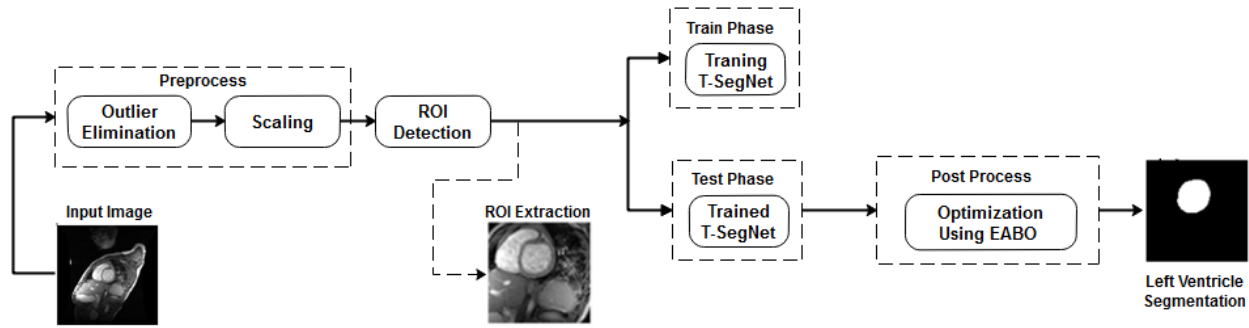 Input Image
Preprocess
Outlier
Elimination
Scaling
ROI
Detection
ROI Extraction
Train Phase
Traning
T-SegNet
Test Phase
Trained
T-SegNet
Post Process
Optimization
Using EABO
Left Ventricle
Segmentation